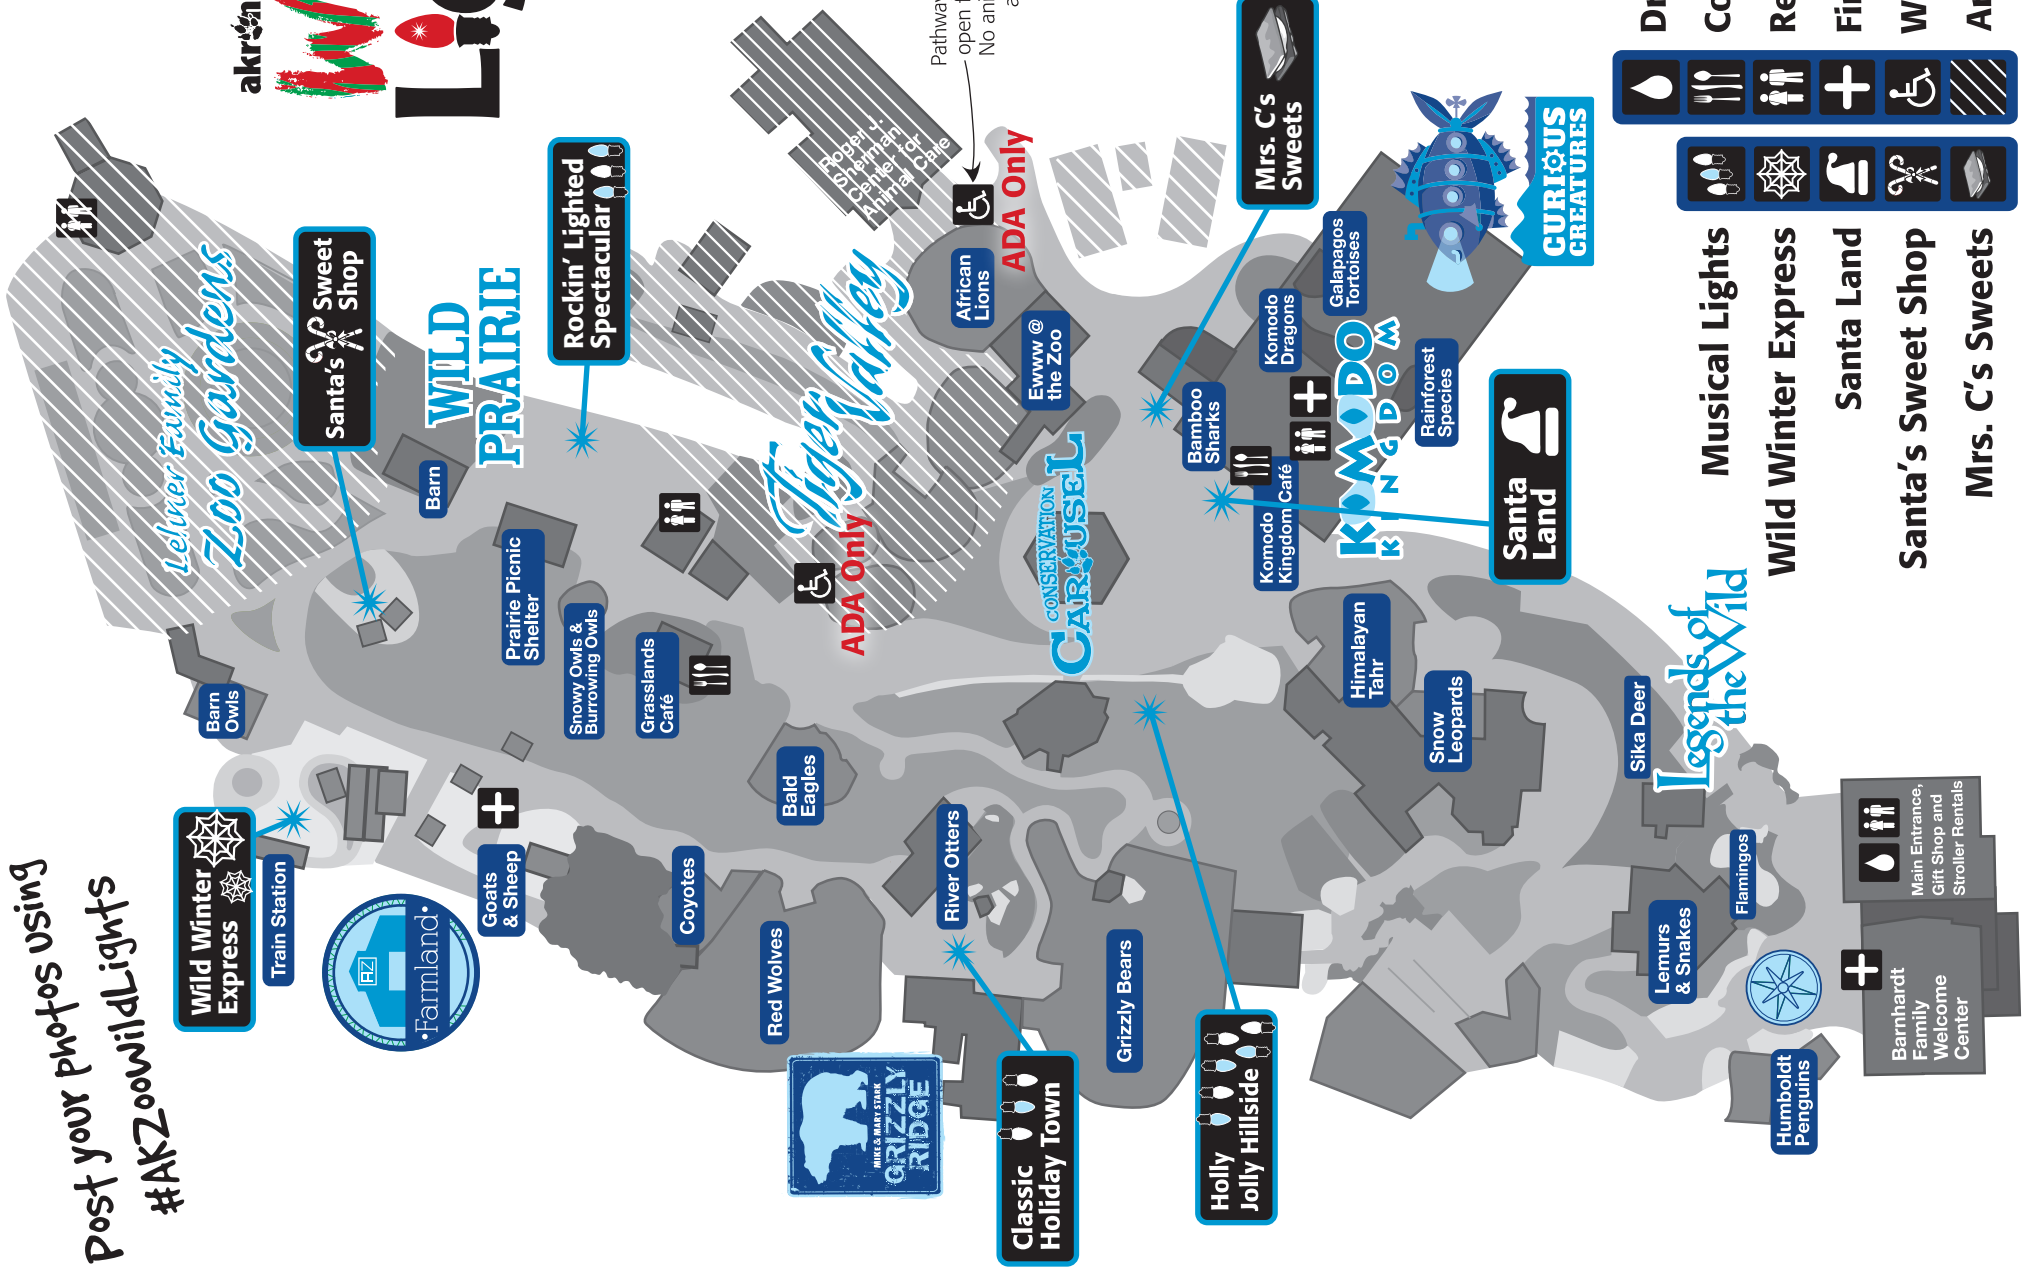 Post your photos using
#AKZooWildLights
akron
Wild Winter
Express
Train Station
Barn
Owls
Lehner Family
Zoo Gardens
Santa's Sweet
Shop
AZ
Farmland
Goats
& Sheep
Barn
WILD
PRAIRIE
Prairie Picnic
Shelter
Snowy Owls &
Burrowing Owls
Grasslands
Café
Rockin' Lighted
Spectacular
Coyotes
Red Wolves
Bald
Eagles
Tiger Valley
ADA Only
Roger J.
Sherman
Center for
Animal Care
MIKE & MARY STARK
GRIZZLY
RIDGE
River Otters
African
Lions
ADA Only
Ewww @
the Zoo
Classic
Holiday Town
CONSERVATION
CAROUSEL
Grizzly Bears
Holly
Jolly Hillside
Bamboo
Sharks
Mrs. C's
Sweets
Komodo
Kingdom Café
Komodo
Dragons
Galapagos
Tortoises
KOMODO
KINGDOM
Himalayan
Tahr
Snow
Leopards
Rainforest
Species
Santa
Land
CURIOUS
CREATURES
Sika Deer
Legends of
the Wild
Lemurs
& Snakes
Flamingos
Humboldt
Penguins
Barnhardt
Family
Welcome
Center
Main Entrance,
Gift Shop and
Stroller Rentals
Musical Lights
Wild Winter Express
Santa Land
Santa's Sweet Shop
Mrs. C's Sweets